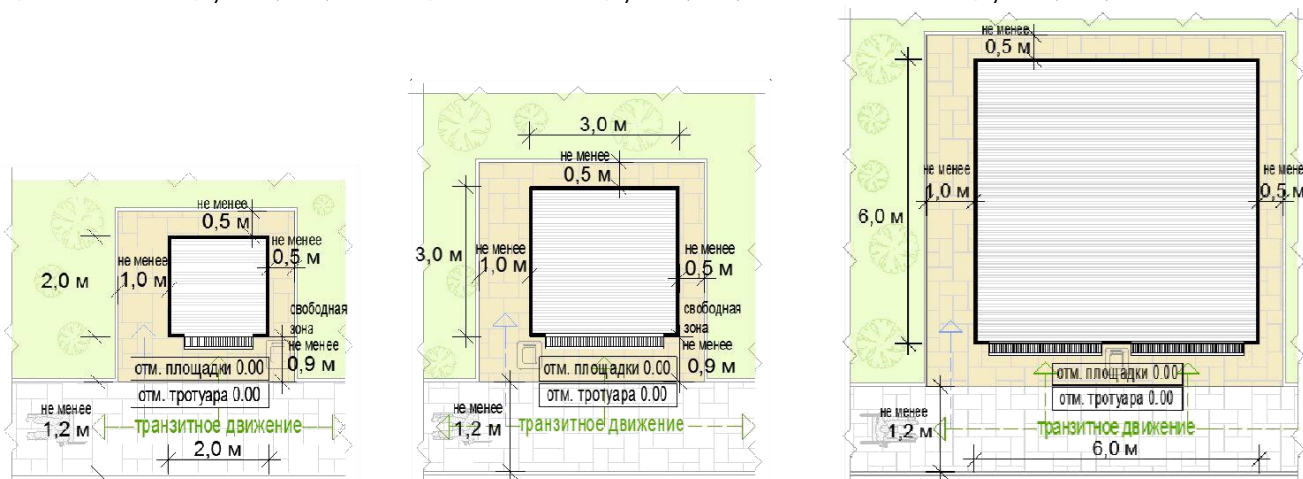 не менее
0,5 м
не менее
0,5 м
не менее
1,0 м
2,0 м
свободная
зона
не менее
0,9 м
отм. площадки 0.00
отм. тротуара 0.00
не менее
1,2 м
транзитное движение
2,0 м
3,0 м
не менее
0,5 м
не менее
1,0 м
3,0 м
не менее
0,5 м
свободная
зона
не менее
0,9 м
отм. площадки 0.00
отм. тротуара 0.00
не менее
1,2 м
транзитное движение
не менее
0,5 м
не менее
1,0 м
6,0 м
не мене
0,5 м
отм. площадки 0.00
отм. тротуара 0.00
не менее
1,2 м
транзитное движение
6,0 м